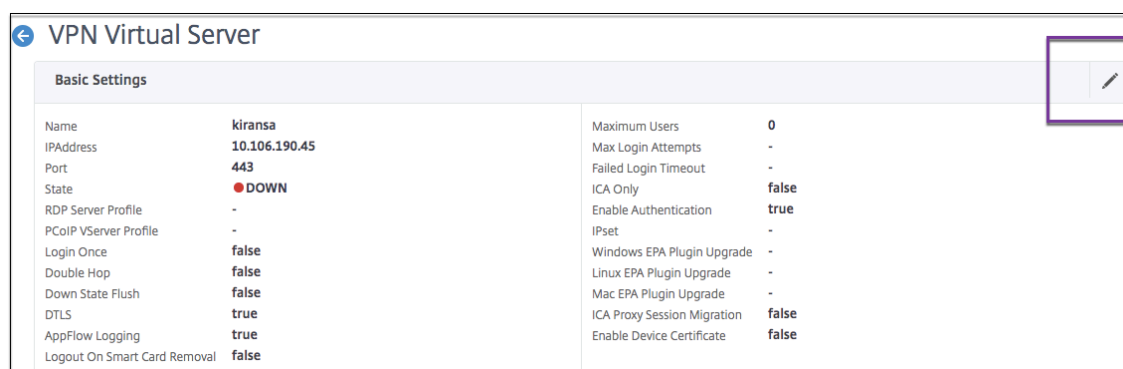 VPN Virtual Server
Basic Settings
Name kiransa
IPAddress 10.106.190.45
Port 443
State DOWN
RDP Server Profile -
PCoIP VServer Profile -
Login Once false
Double Hop false
Down State Flush false
DTLS true
AppFlow Logging true
Logout On Smart Card Removal false
Maximum Users 0
Max Login Attempts -
Failed Login Timeout -
ICA Only false
Enable Authentication true
IPset -
Windows EPA Plugin Upgrade -
Linux EPA Plugin Upgrade -
Mac EPA Plugin Upgrade -
ICA Proxy Session Migration false
Enable Device Certificate false